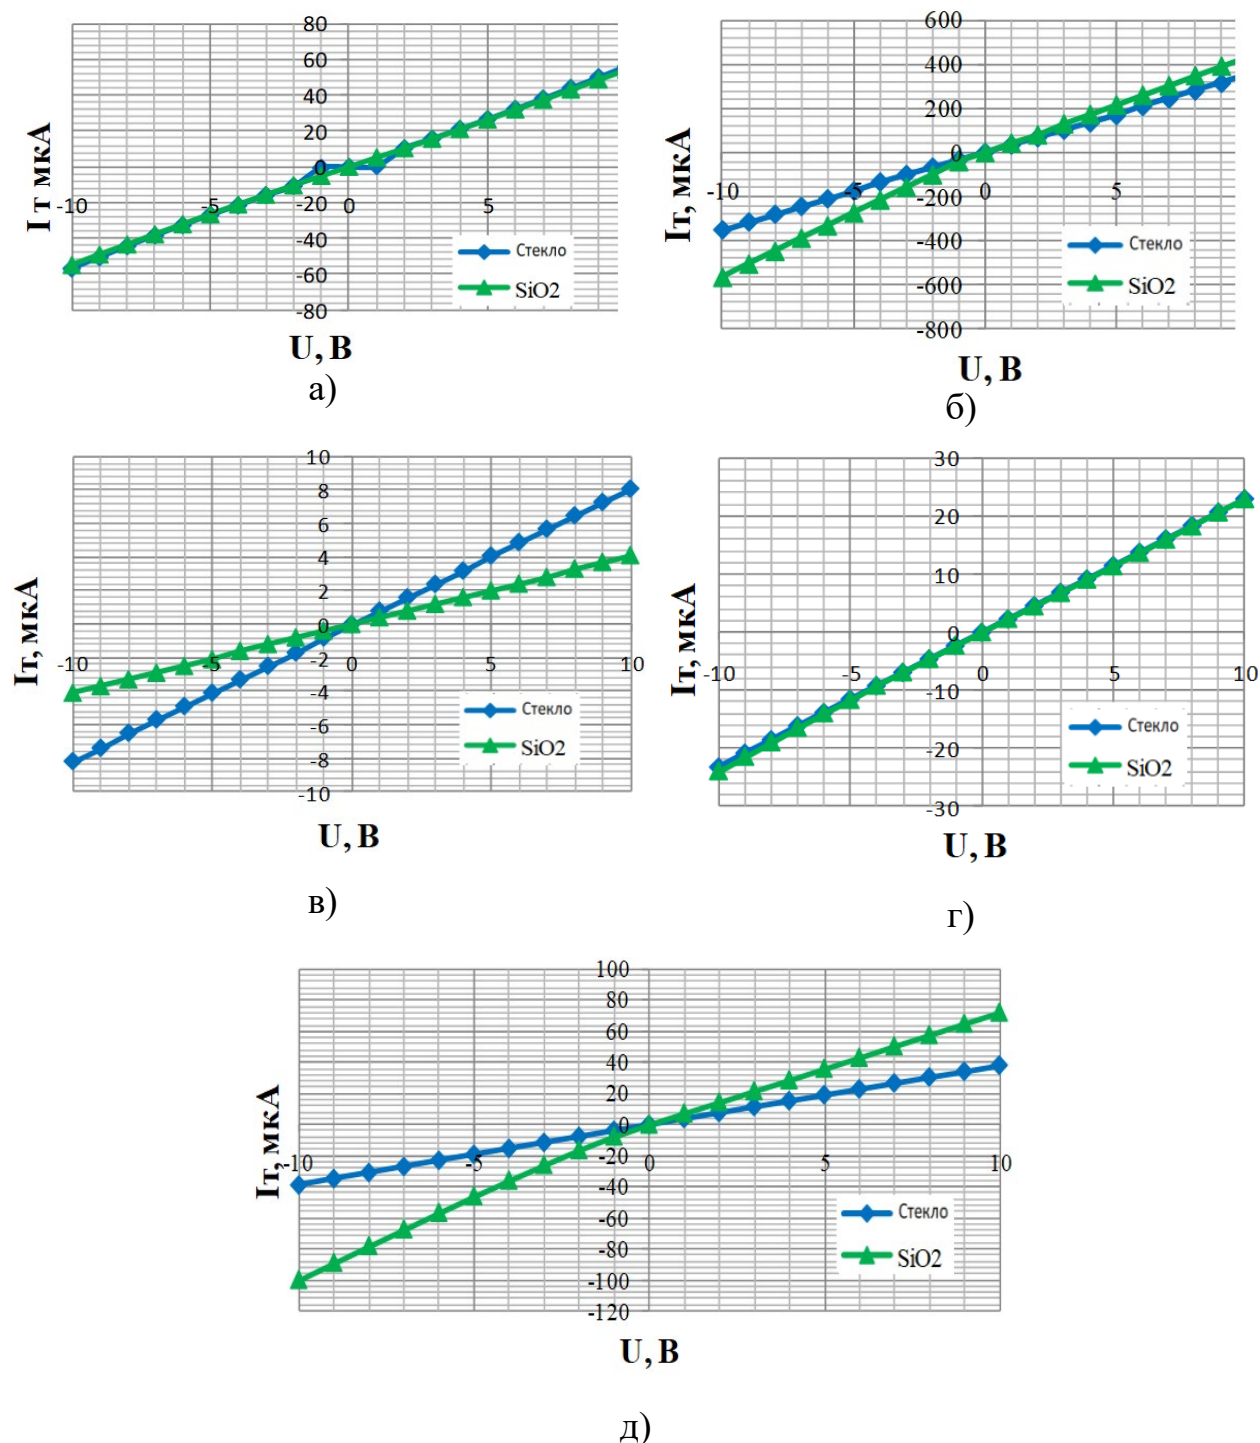 80
60
40
20
0
-20
-40
-60
-80
-10
-5
0
5
I т мкА
Стекло
SiO2
U, В
а)
600
400
200
0
-200
-400
-600
-800
-10
-5
0
5
Iт, мкА
Стекло
SiO2
U, В
б)
10
8
6
4
2
0
-2
-4
-6
-8
-10
-10
-5
0
5
10
Iт, мкА
Стекло
SiO2
U, В
в)
30
20
10
0
-10
-20
-30
-10
-5
0
5
10
Iт, мкА
Стекло
SiO2
U, В
г)
100
80
60
40
20
0
-20
-40
-60
-80
-100
-120
-10
-5
0
5
10
Iт, мкА
Стекло
SiO2
U, В
д)